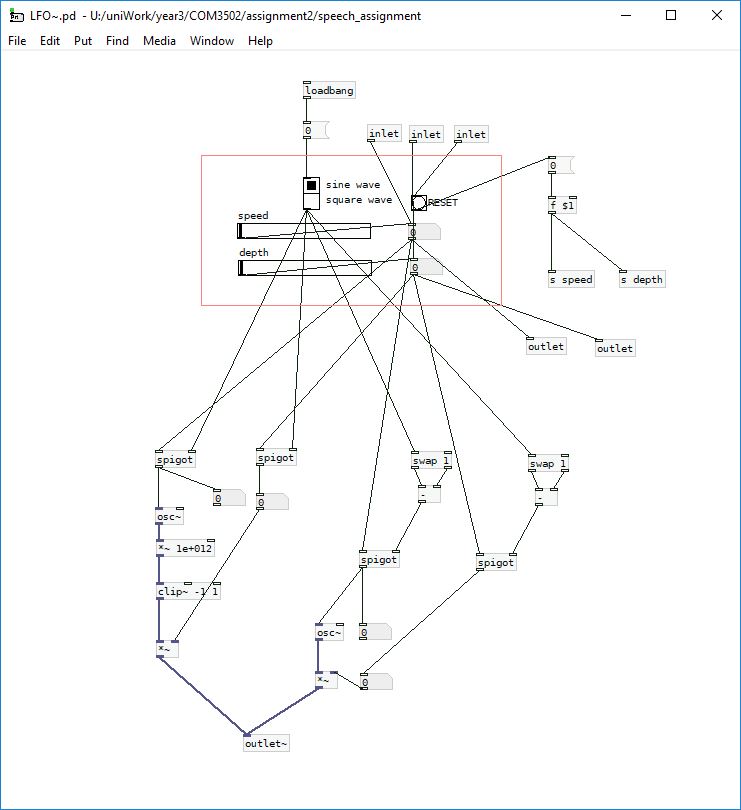 LFO~.pd - U:/uniWork/year3/COM3502/assignment2/speech_assignment
File Edit Put Find Media Window Help
loadbang
0
inlet inlet inlet
0
sine wave
square wave
RESET
f $1
speed
0
depth
0
s speed s depth
outlet outlet
spigot spigot swap 1 swap 1
0 0 - -
osc~
*~ 1e+012
spigot spigot
clip~ -1 1
osc~ 0
*~
*~ 0
outlet~